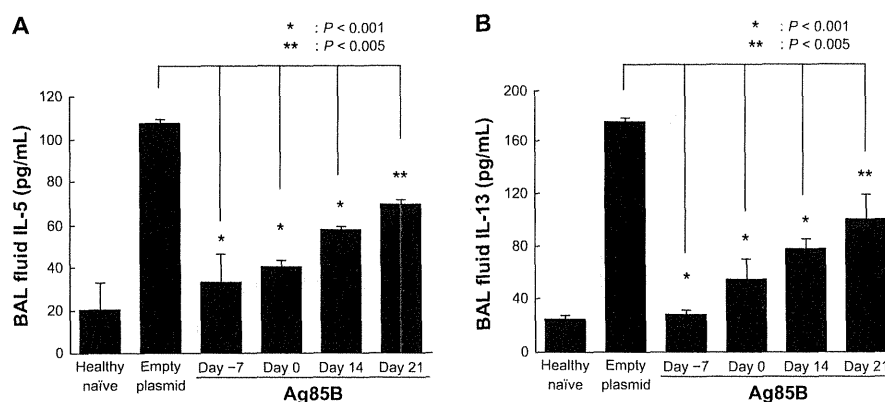 A
* : P < 0.001
** : P < 0.005
BAL fluid IL-5 (pg/mL)
120
100
80
60
40
20
0
*
*
*
**
Healthy naïve
Empty plasmid
Day −7
Day 0
Day 14
Day 21
Ag85B
B
* : P < 0.001
** : P < 0.005
BAL fluid IL-13 (pg/mL)
200
160
120
80
40
0
*
*
*
**
Healthy naïve
Empty plasmid
Day −7
Day 0
Day 14
Day 21
Ag85B